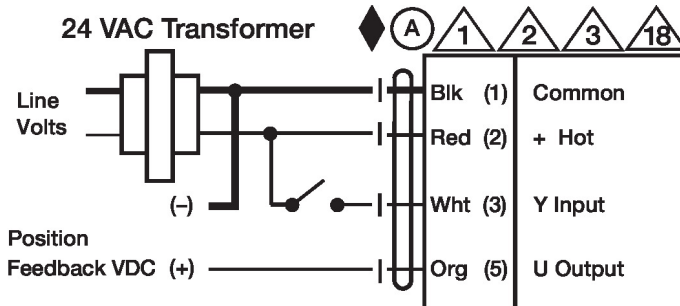 24 VAC Transformer
A 1 2 3 18
Line
Volts
Blk (1) Common
Red (2) + Hot
(–)
Wht (3) Y Input
Position
Feedback VDC (+)
Org (5) U Output